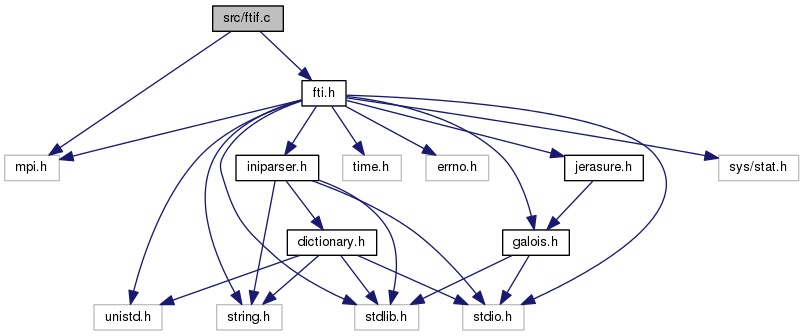 src/ftif.c
fti.h
mpi.h
iniparser.h
time.h
errno.h
jerasure.h
sys/stat.h
dictionary.h
galois.h
unistd.h
string.h
stdlib.h
stdio.h